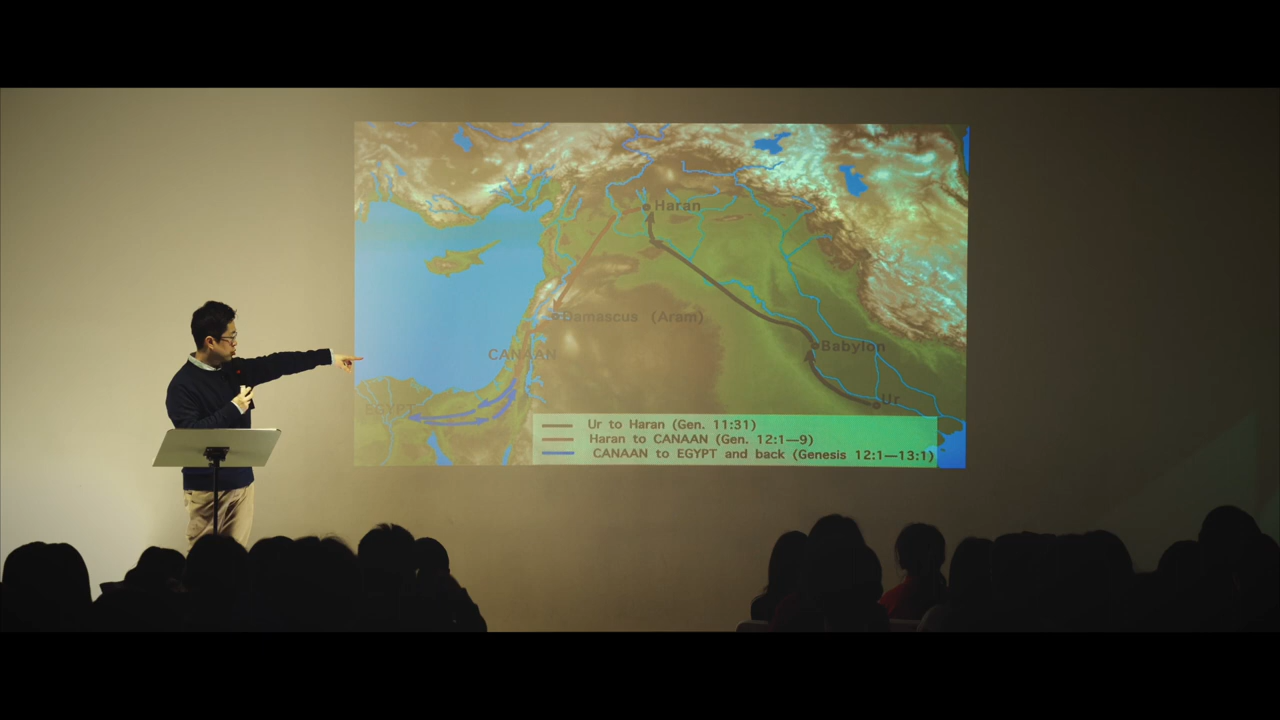 Haran
Damascus (Aram)
CANAAN
Babylon
EGYPT
Ur
Ur to Haran (Gen. 11:31)
Haran to CANAAN (Gen. 12:1—9)
CANAAN to EGYPT and back (Genesis 12:1—13:1)